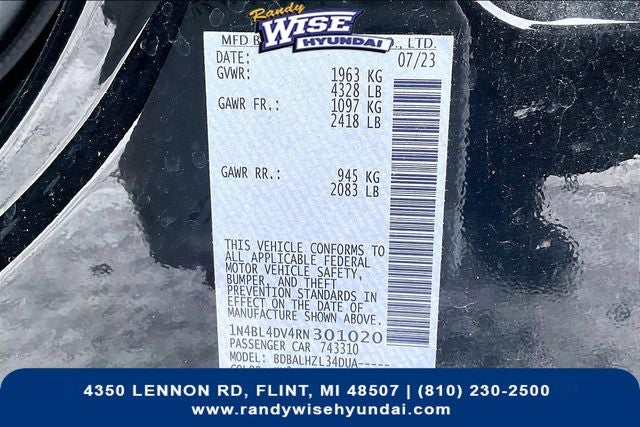 Randy
WISE
HYUNDAI
MFD B
O., LTD.
DATE: 07/23
GVWR: 1963 KG
4328 LB
GAWR FR.: 1097 KG
2418 LB
GAWR RR.: 945 KG
2083 LB
THIS VEHICLE CONFORMS TO
ALL APPLICABLE FEDERAL
MOTOR VEHICLE SAFETY,
BUMPER, AND THEFT
PREVENTION STANDARDS IN
EFFECT ON THE DATE OF
MANUFACTURE SHOWN ABOVE.
1N4BL4DV4RN301020
PASSENGER CAR 743310
MODEL: BDBALHZL34DUA-----
4350 LENNON RD, FLINT, MI 48507 | (810) 230-2500
www.randywisehyundai.com